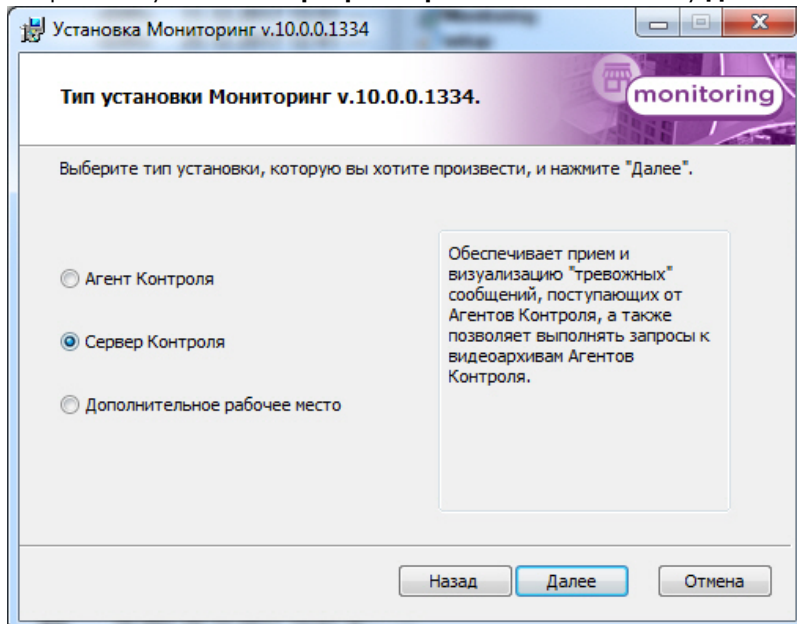 Установка Мониторинг v.10.0.0.1334
Тип установки Мониторинг v.10.0.0.1334.
monitoring
Выберите тип установки, которую вы хотите произвести, и нажмите "Далее".
Агент Контроля
Сервер Контроля
Дополнительное рабочее место
Обеспечивает прием и
визуализацию "тревожных"
сообщений, поступающих от
Агентов Контроля, а также
позволяет выполнять запросы к
видеоархивам Агентов
Контроля.
Назад
Далее
Отмена